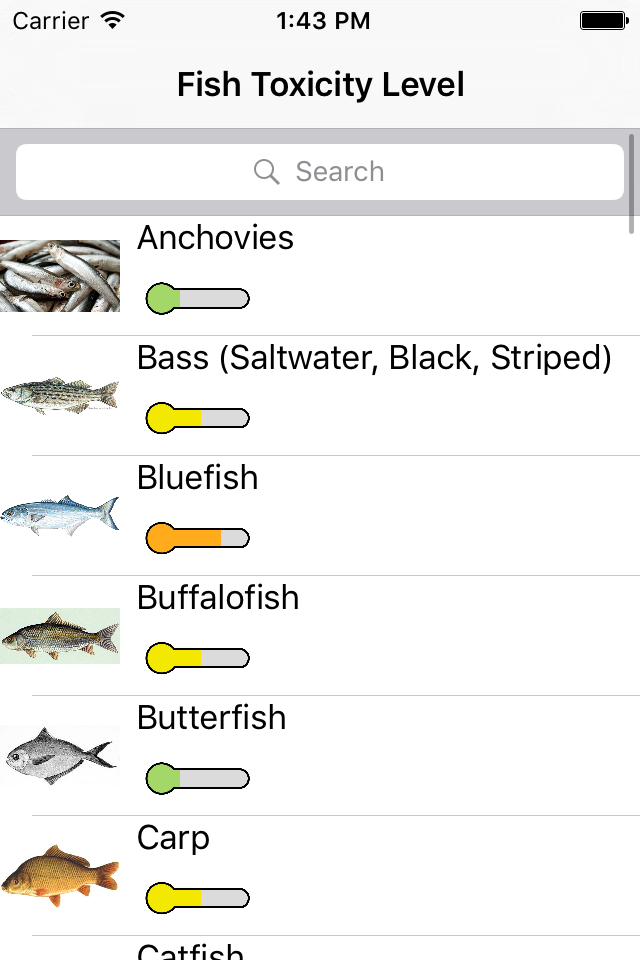 Carrier 1:43 PM
Fish Toxicity Level
Search
Anchovies
Bass (Saltwater, Black, Striped)
Bluefish
Buffalofish
Butterfish
Carp
Catfish